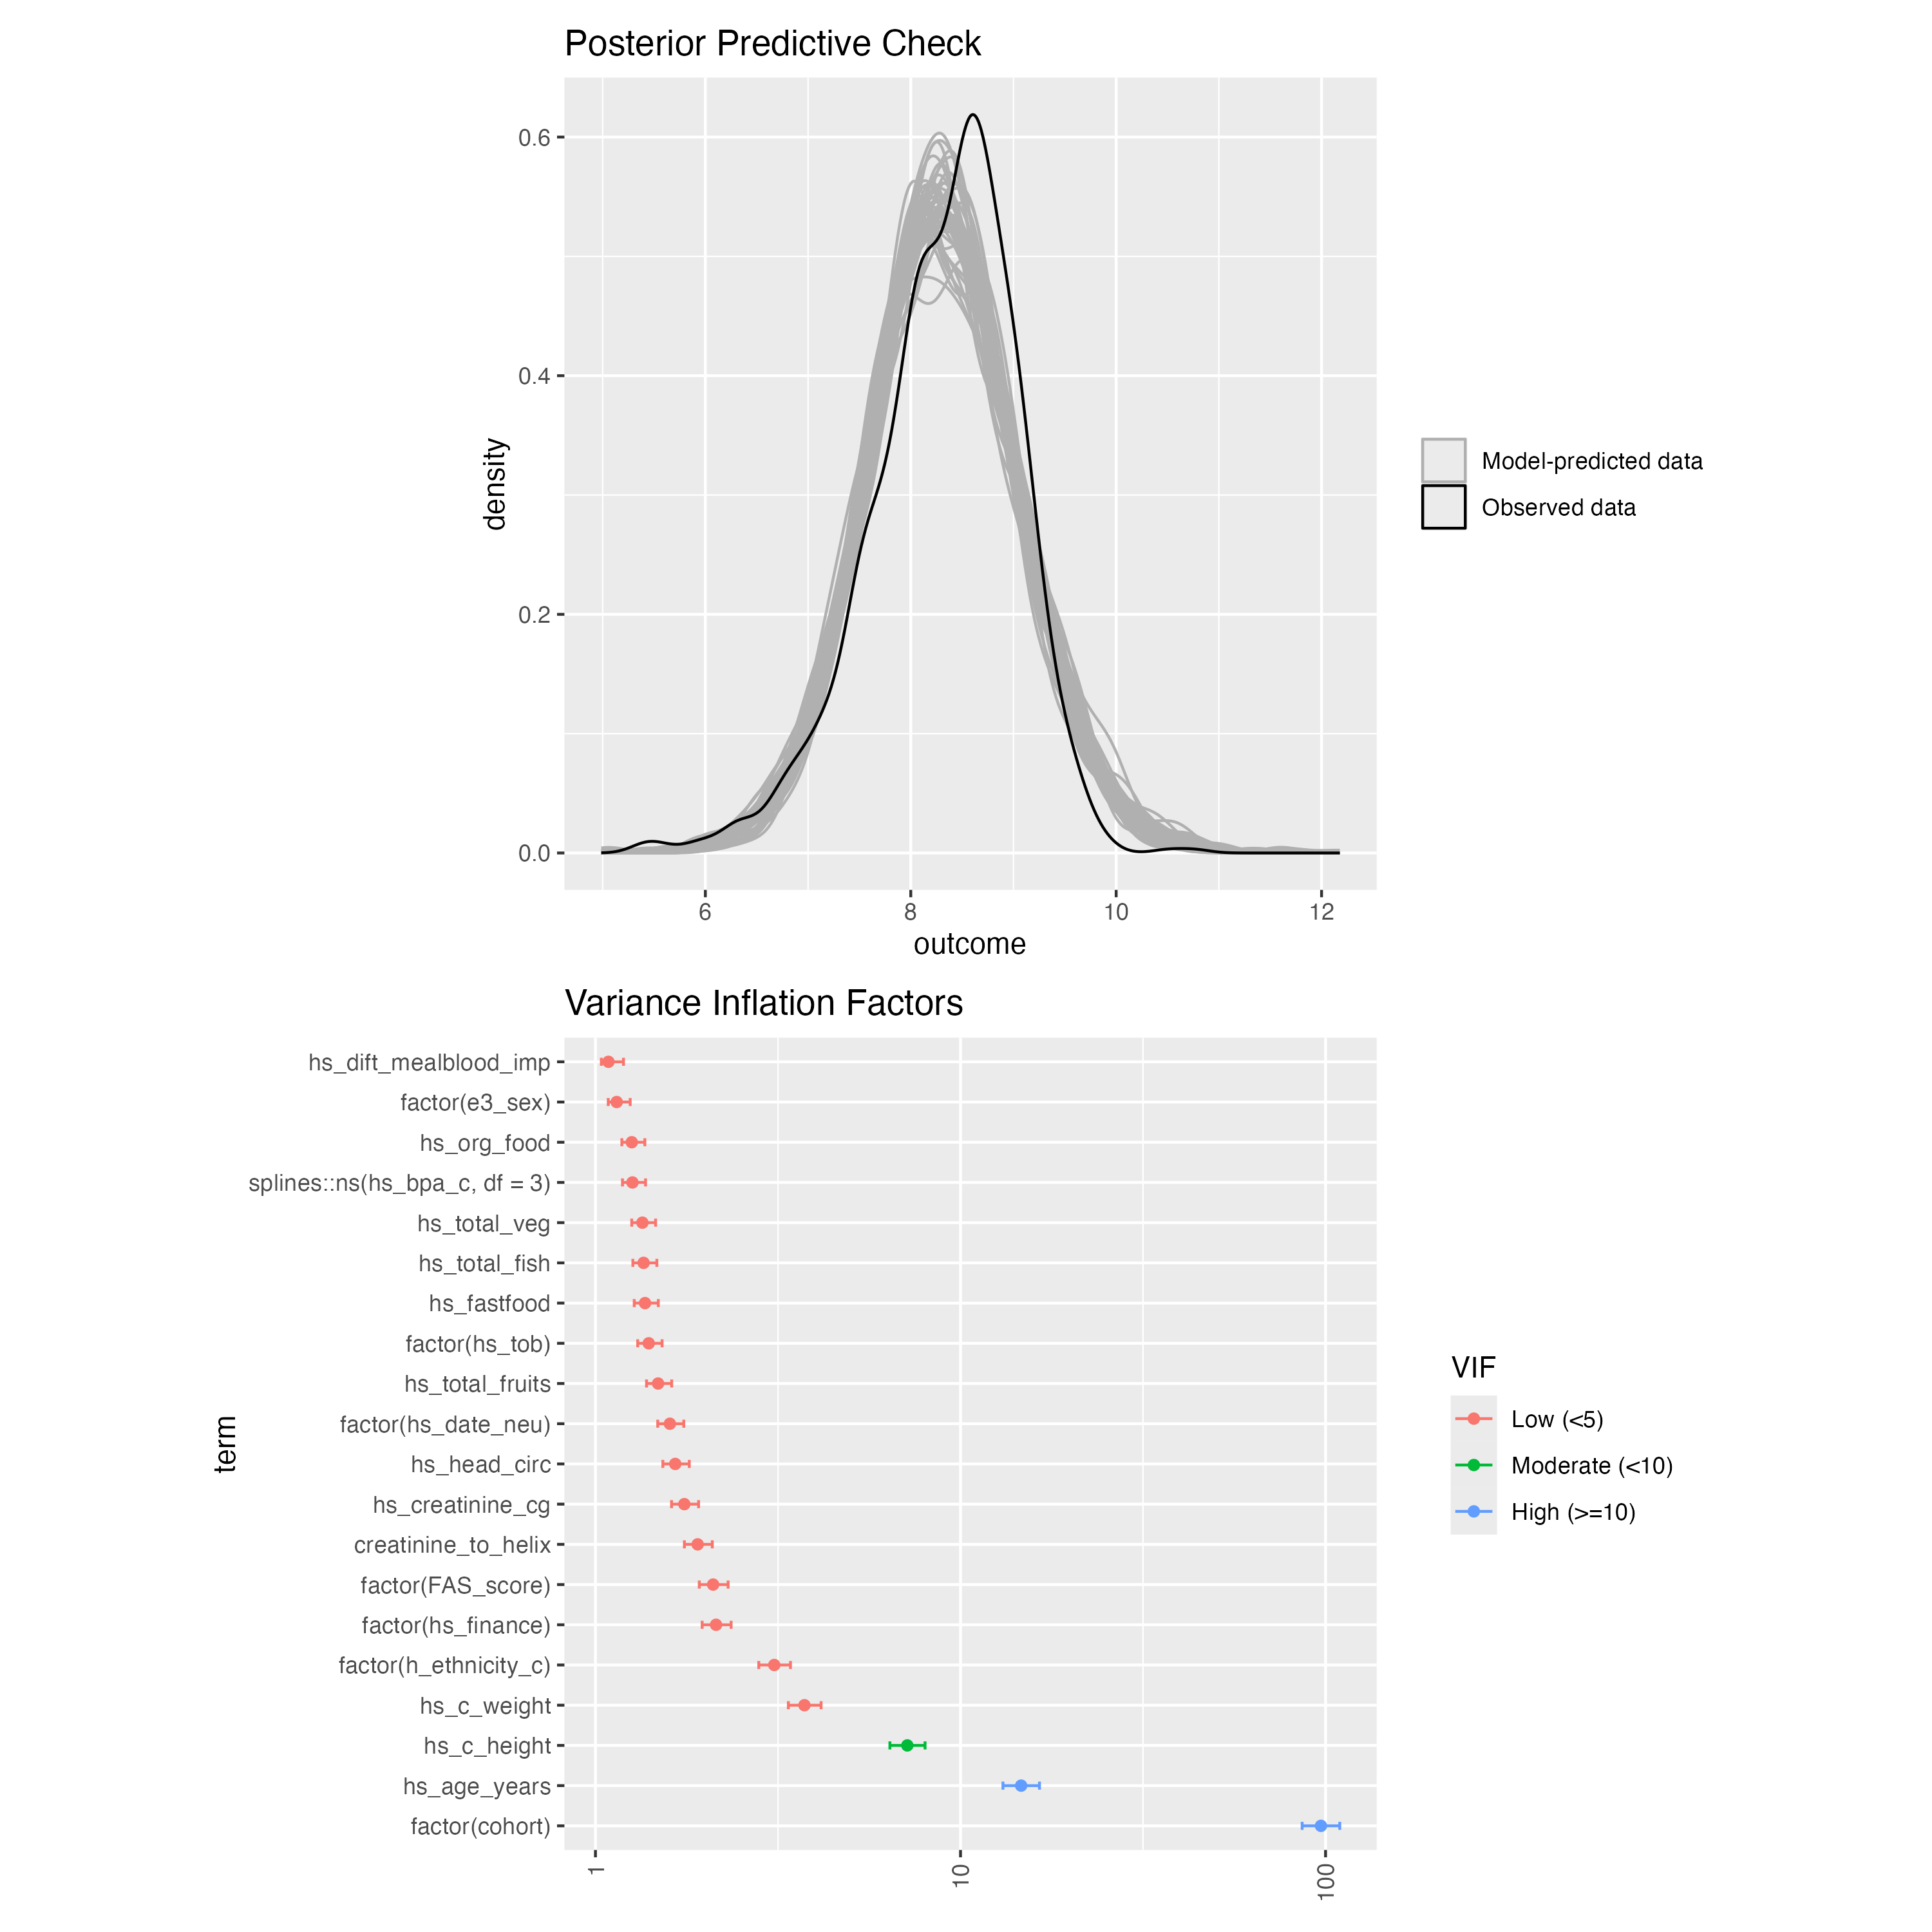 Posterior Predictive Check
0.6
0.4
0.2
0.0
density
6 8 10 12
outcome
Model-predicted data
Observed data
Variance Inflation Factors
hs_dift_mealblood_imp
factor(e3_sex)
hs_org_food
splines::ns(hs_bpa_c, df = 3)
hs_total_veg
hs_total_fish
hs_fastfood
factor(hs_tob)
hs_total_fruits
factor(hs_date_neu)
hs_head_circ
hs_creatinine_cg
creatinine_to_helix
factor(FAS_score)
factor(hs_finance)
factor(h_ethnicity_c)
hs_c_weight
hs_c_height
hs_age_years
factor(cohort)
term
1 10 100
VIF
Low (<5)
Moderate (<10)
High (>=10)